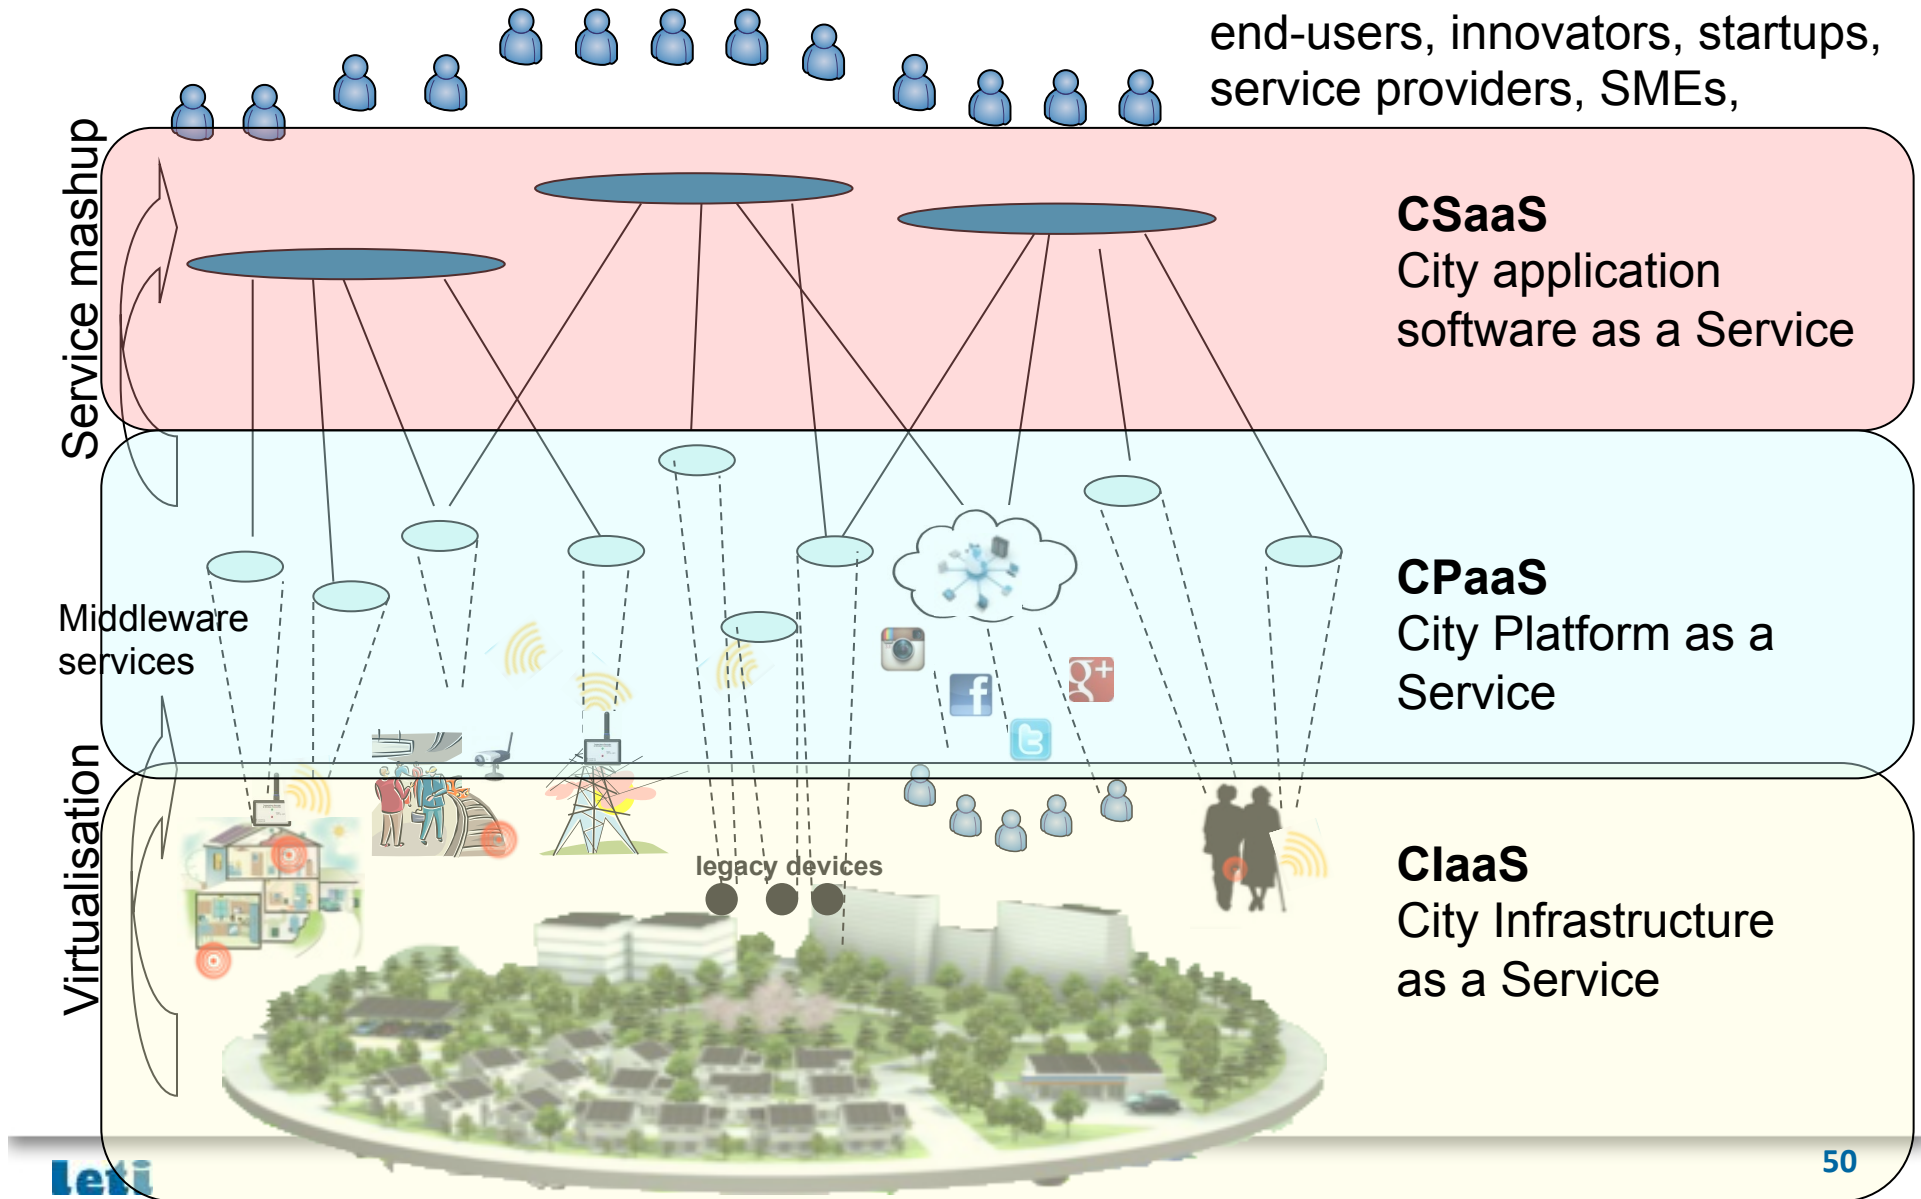 end-users, innovators, startups,
service providers, SMEs,
Service mashup
CSaaS
City application
software as a Service
Middleware
services
CPaaS
City Platform as a
Service
Virtualisation
legacy devices
CIaaS
City Infrastructure
as a Service
leti
50